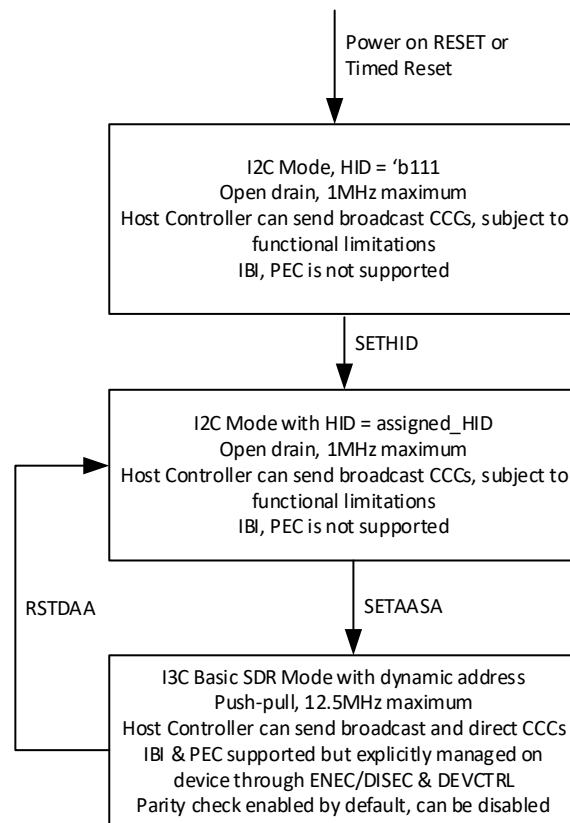 Power on RESET or
Timed Reset
I2C Mode, HID = ‘b111
Open drain, 1MHz maximum
Host Controller can send broadcast CCCs, subject to
functional limitations
IBI, PEC is not supported
SETHID
I2C Mode with HID = assigned_HID
Open drain, 1MHz maximum
Host Controller can send broadcast CCCs, subject to
functional limitations
IBI, PEC is not supported
RSTDAA
SETAASA
I3C Basic SDR Mode with dynamic address
Push-pull, 12.5MHz maximum
Host Controller can send broadcast and direct CCCs
IBI & PEC supported but explicitly managed on
device through ENEC/DISEC & DEVCTRL
Parity check enabled by default, can be disabled